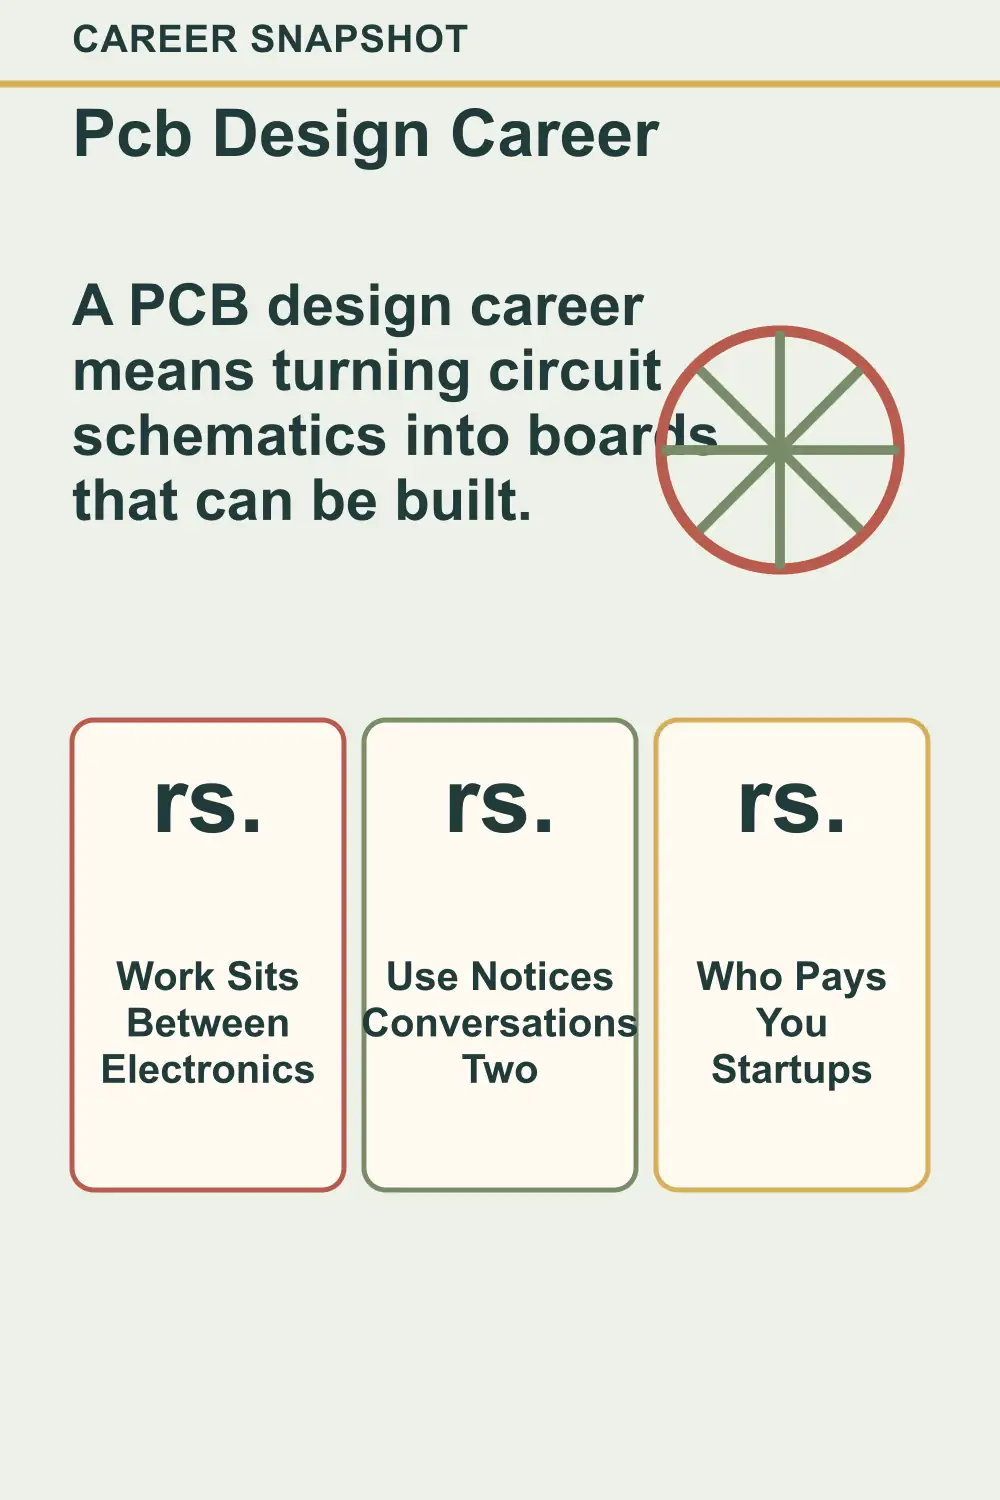 CAREER SNAPSHOT
Pcb Design Career
A PCB design career
means turning circuit
schematics into boards
that can be built.
rs.
Work Sits
Between
Electronics
rs.
Use Notices
Conversations
Two
rs.
Who Pays
You
Startups